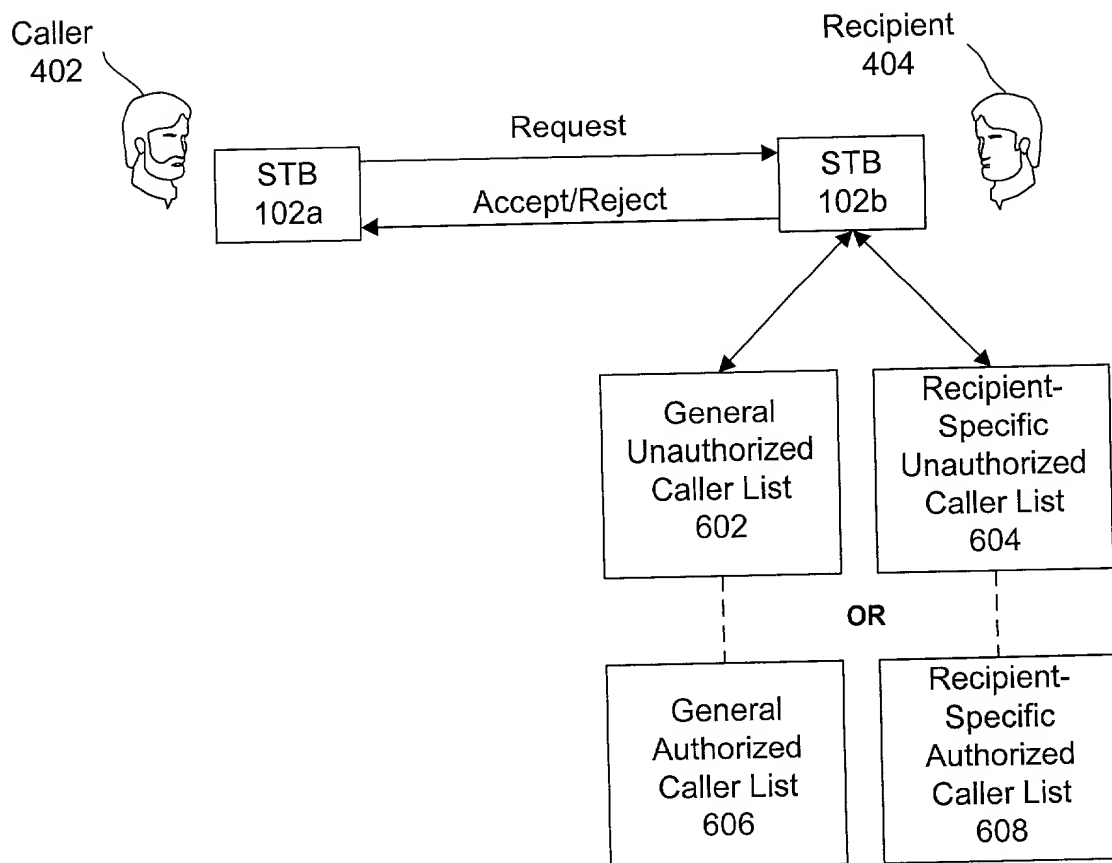 Caller
402
Recipient
404
Request
STB
102a
Accept/Reject
STB
102b
General
Unauthorized
Caller List
602
Recipient-
Specific
Unauthorized
Caller List
604
OR
General
Authorized
Caller List
606
Recipient-
Specific
Authorized
Caller List
608